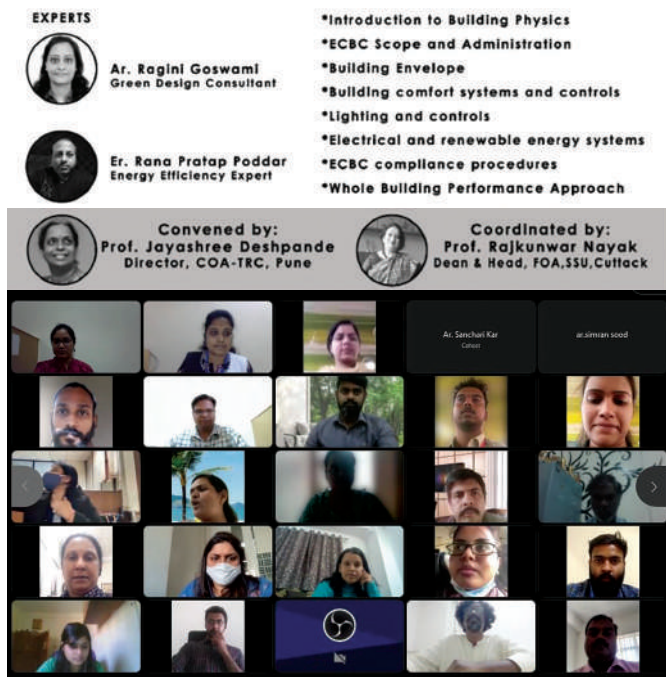 EXPERTS
Ar. Ragini Goswami
Green Design Consultant
Er. Rana Pratap Poddar
Energy Efficiency Expert
*Introduction to Building Physics
*ECBC Scope and Administration
*Building Envelope
*Building comfort systems and controls
*Lighting and controls
*Electrical and renewable energy systems
*ECBC compliance procedures
*Whole Building Performance Approach
Convened by:
Prof. Jayashree Deshpande
Director, COA-TRC, Pune
Coordinated by:
Prof. Rajkunwar Nayak
Dean & Head, FOA,SSU,Cuttack
Ar. Sanchari Kar
Cohost
ar.simran sood